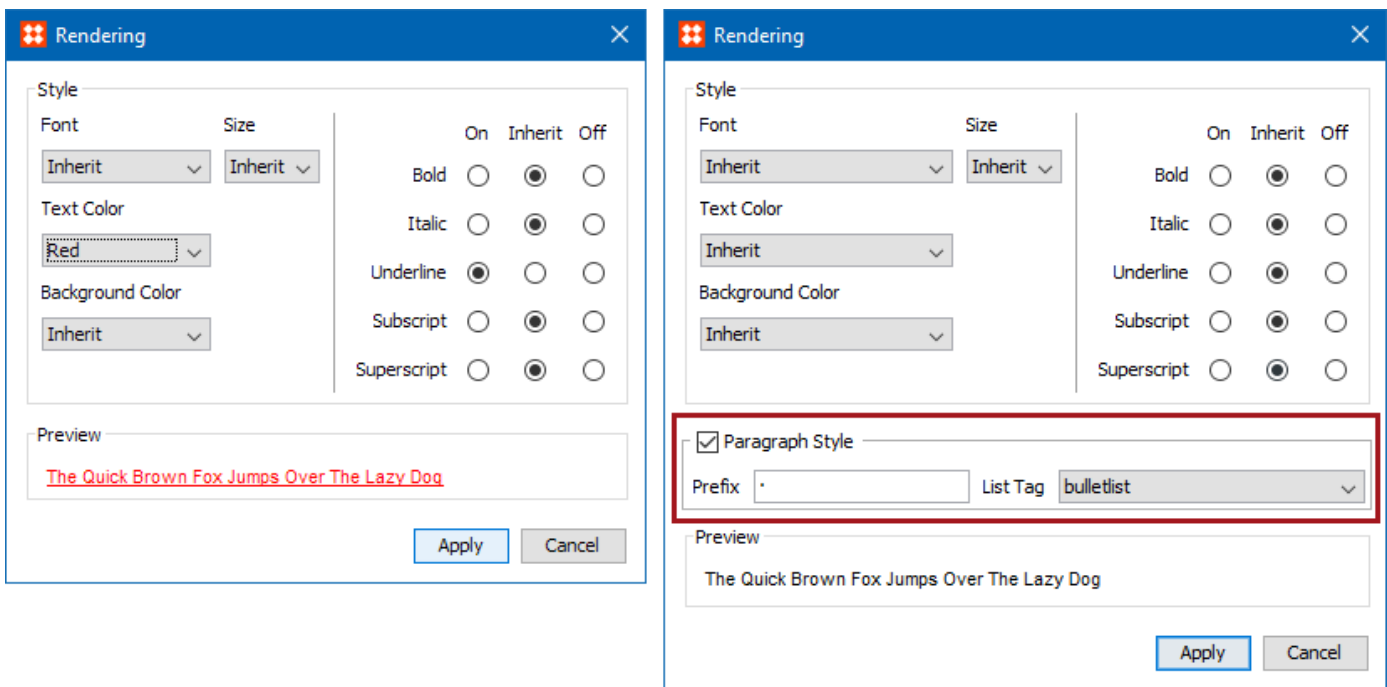 Rendering
Style
Font Size
On Inherit Off
Inherit Inherit
Bold
Text Color
Italic
Red
Underline
Background Color
Subscript
Inherit
Superscript
Preview
The Quick Brown Fox Jumps Over The Lazy Dog
Apply Cancel
Rendering
Style
Font Size
On Inherit Off
Inherit Inherit
Bold
Text Color
Italic
Inherit
Underline
Background Color
Subscript
Inherit
Superscript
Paragraph Style
Prefix · List Tag bulletlist
Preview
The Quick Brown Fox Jumps Over The Lazy Dog
Apply Cancel